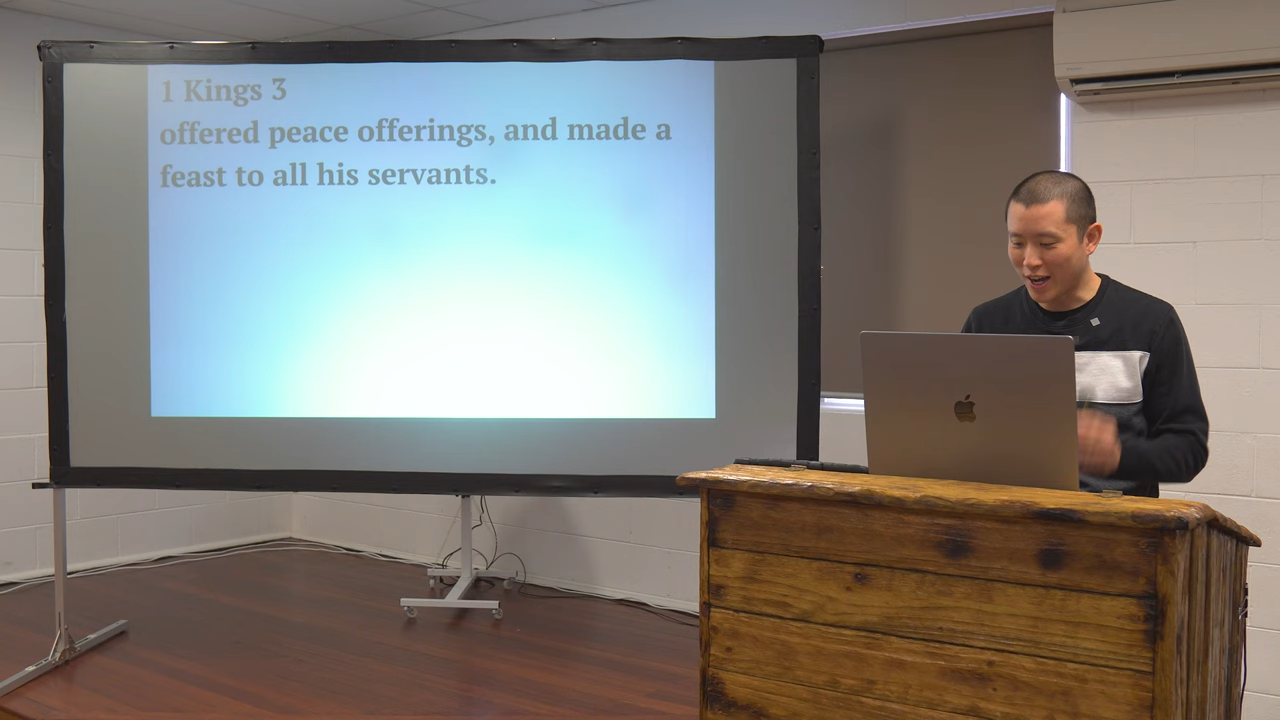 1 Kings 3
offered peace offerings, and made a
feast to all his servants.